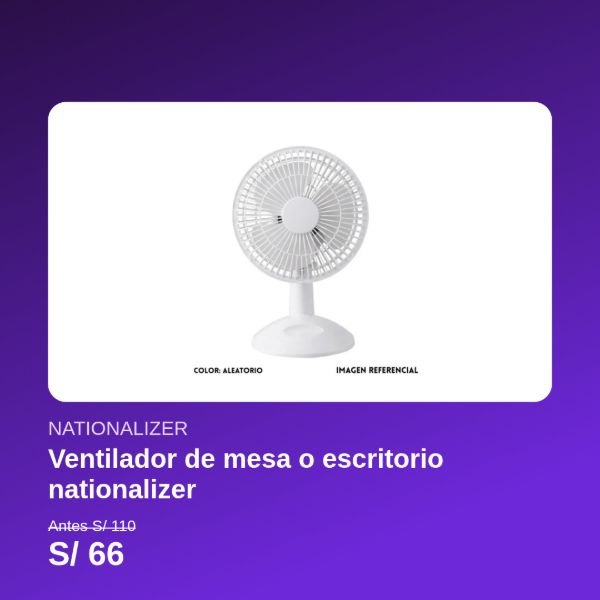 COLOR: ALEATORIO
IMAGEN REFERENCIAL
NATIONALIZER
Ventilador de mesa o escritorio
nationalizer
Antes S/ 110
S/ 66